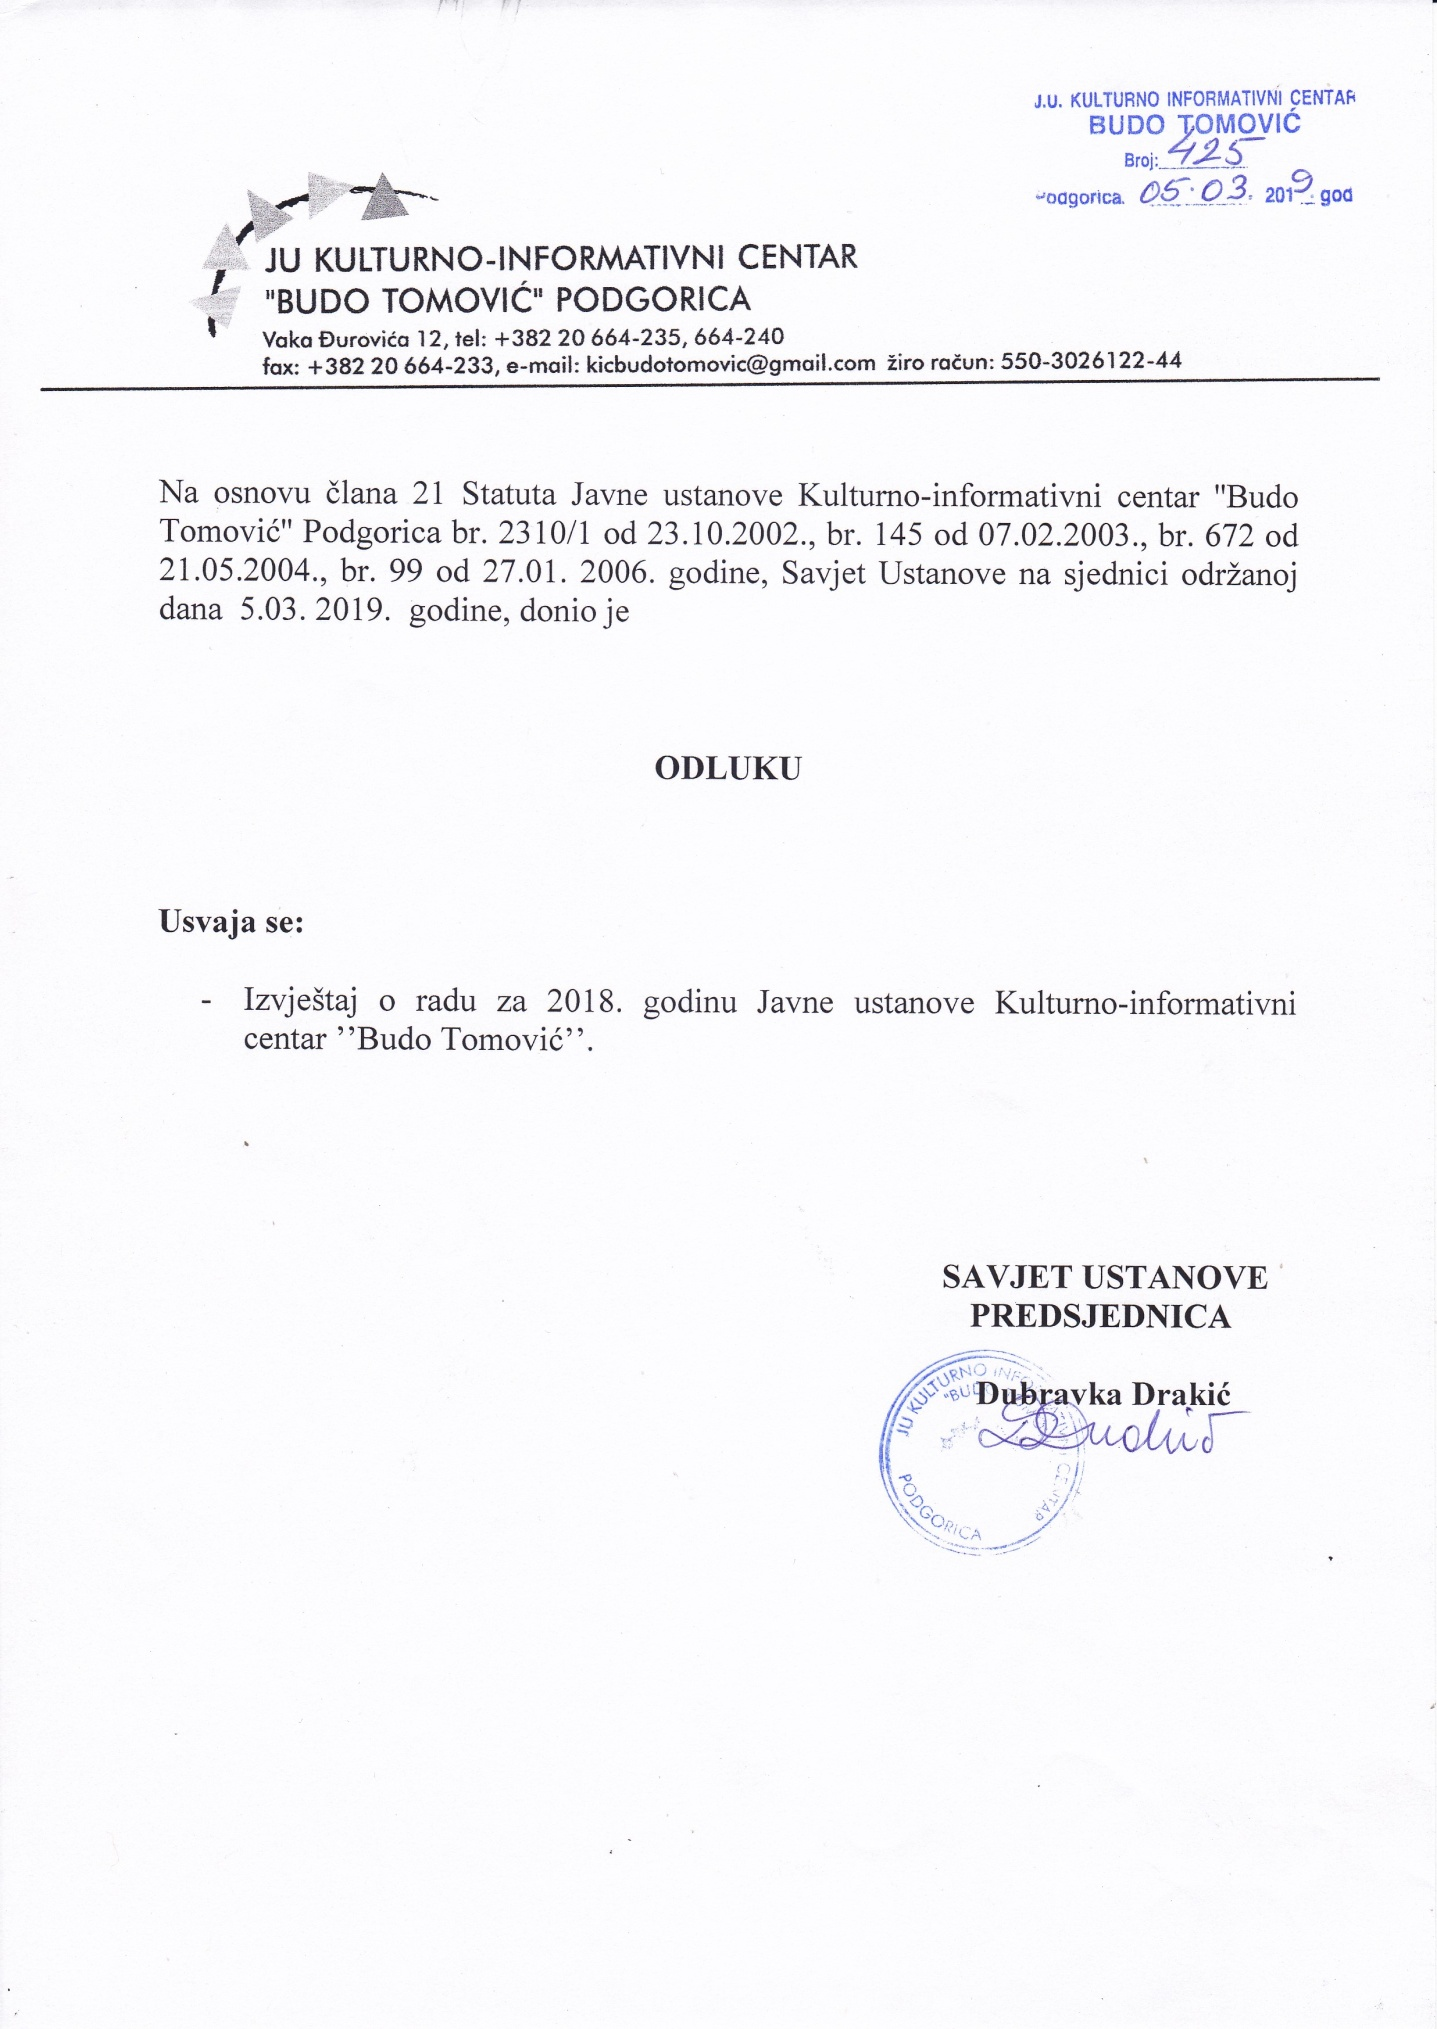 J.U. KULTURNO INFORMATIVNI CENTAR
BUDO TOMOVIĆ
Broj: 425
Podgorica. 05.03. 2019. god
JU KULTURNO-INFORMATIVNI CENTAR
"BUDO TOMOVIĆ" PODGORICA
Vaka Đurovića 12, tel: +382 20 664-235, 664-240
fax: +382 20 664-233, e-mail: kicbudotomovic@gmail.com žiro račun: 550-3026122-44
Na osnovu člana 21 Statuta Javne ustanove Kulturno-informativni centar "Budo
Tomović" Podgorica br. 2310/1 od 23.10.2002., br. 145 od 07.02.2003., br. 672 od
21.05.2004., br. 99 od 27.01. 2006. godine, Savjet Ustanove na sjednici održanoj
dana 5.03. 2019. godine, donio je
ODLUKU
Usvaja se:
- Izvještaj o radu za 2018. godinu Javne ustanove Kulturno-informativni
centar ’’Budo Tomović’’.
SAVJET USTANOVE
PREDSJEDNICA
Dubravka Drakić
JU KULTURNO INFORMATIVNI CENTAR
"BUDO
PODGORICA